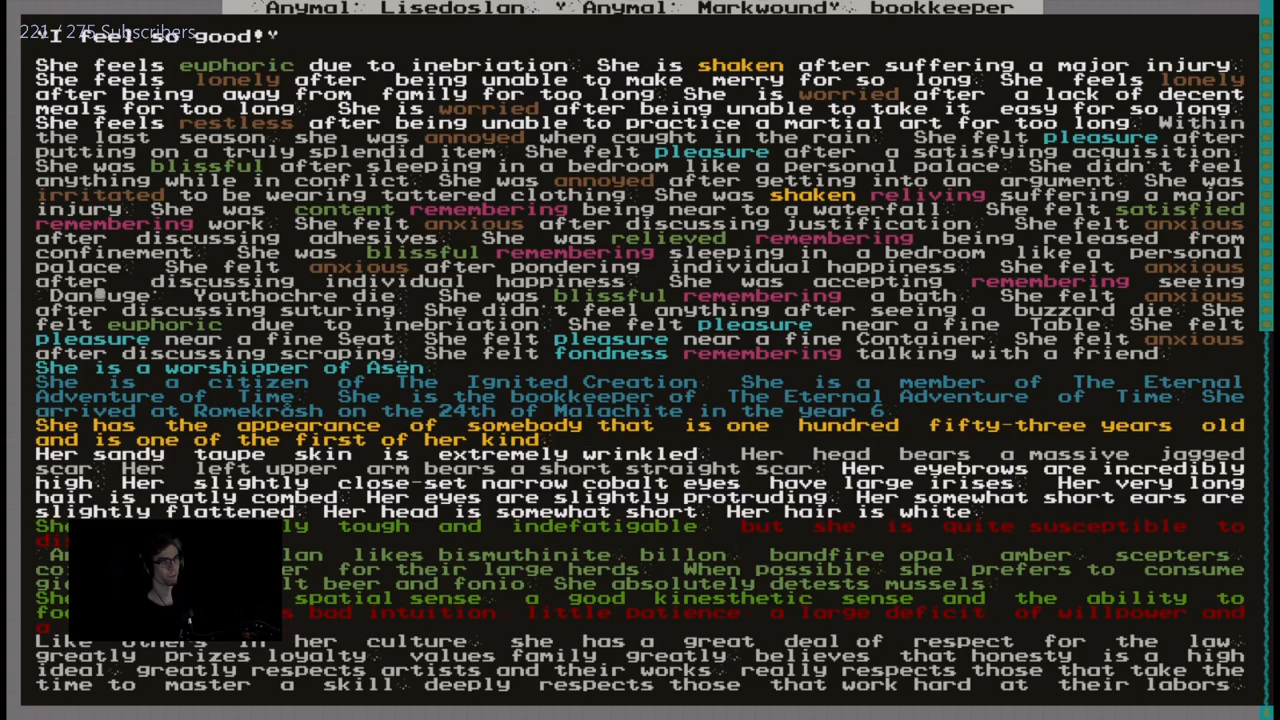 Anymal: Lisedoslan Anymal: Markwound bookkeeper
221 / 275 Subscribers
"I feel so good!"
She feels euphoric due to inebriation. She is shaken after suffering a major injury.
She feels lonely after being unable to make merry for so long. She feels lonely
after being away from family for too long. She is worried after a lack of decent
meals for too long. She is worried after being unable to take it easy for so long.
She feels restless after being unable to practice a martial art for too long. Within
the last season, she was annoyed when caught in the rain. She felt pleasure after
putting on a truly splendid item. She felt pleasure after a satisfying acquisition.
She was blissful after sleeping in a bedroom like a personal palace. She didn't feel
anything while in conflict. She was annoyed after getting into an argument. She was
irritated to be wearing tattered clothing. She was shaken reliving suffering a major
injury. She was content remembering being near to a waterfall. She felt satisfied
remembering work. She felt anxious after discussing justification. She was anxious
after discussing adhesives. She was relieved remembering being released from
confinement. She was blissful remembering sleeping in a bedroom like a personal
palace. She felt anxious after pondering individual happiness. She felt anxious
after discussing individual happiness. She was accepting remembering seeing
Youthochre die. She was blissful remembering a bath. She felt anxious
after discussing suturing. She didn't feel anything after seeing a buzzard die. She
felt euphoric due to inebriation. She felt pleasure near a fine Table. She felt
pleasure near a fine Seat. She felt pleasure near a fine Container. She felt anxious
after discussing scraping. She felt fondness remembering talking with a friend.
She is a worshipper of Asën.
She is a citizen of The Ignited Creation. She is a member of The Eternal
Adventure of Time. She is the bookkeeper of The Eternal Adventure of Time. She
arrived at Romekråsh on the 24th of Malachite in the year 6.
She has the appearance of somebody that is one hundred fifty-three years old
and is one of the first of her kind.
Her sandy taupe skin is extremely wrinkled. Her head bears a massive jagged
scar. Her left upper arm bears a short straight scar. Her eyebrows are incredibly
high. Her slightly close-set narrow cobalt eyes have large irises. Her very long
hair is neatly combed. Her eyes are slightly protruding. Her somewhat short ears are
slightly flattened. Her head is somewhat short. Her hair is white.
tough and indefatigable, but she is quite susceptible to
likes bismuthinite, billon, bandfire opal, amber, scepters,
for their large herds. When possible, she prefers to consume
beer and fonio. She absolutely detests mussels.
She spatial sense, a good kinesthetic sense and the ability to
bad intuition, little patience, a large deficit of willpower and
a
Like others in her culture, she has a great deal of respect for the law,
greatly prizes loyalty, values family greatly, believes that honesty is a high
ideal, greatly respects artists and their works, really respects those that take the
time to master a skill, deeply respects those that work hard at their labors,